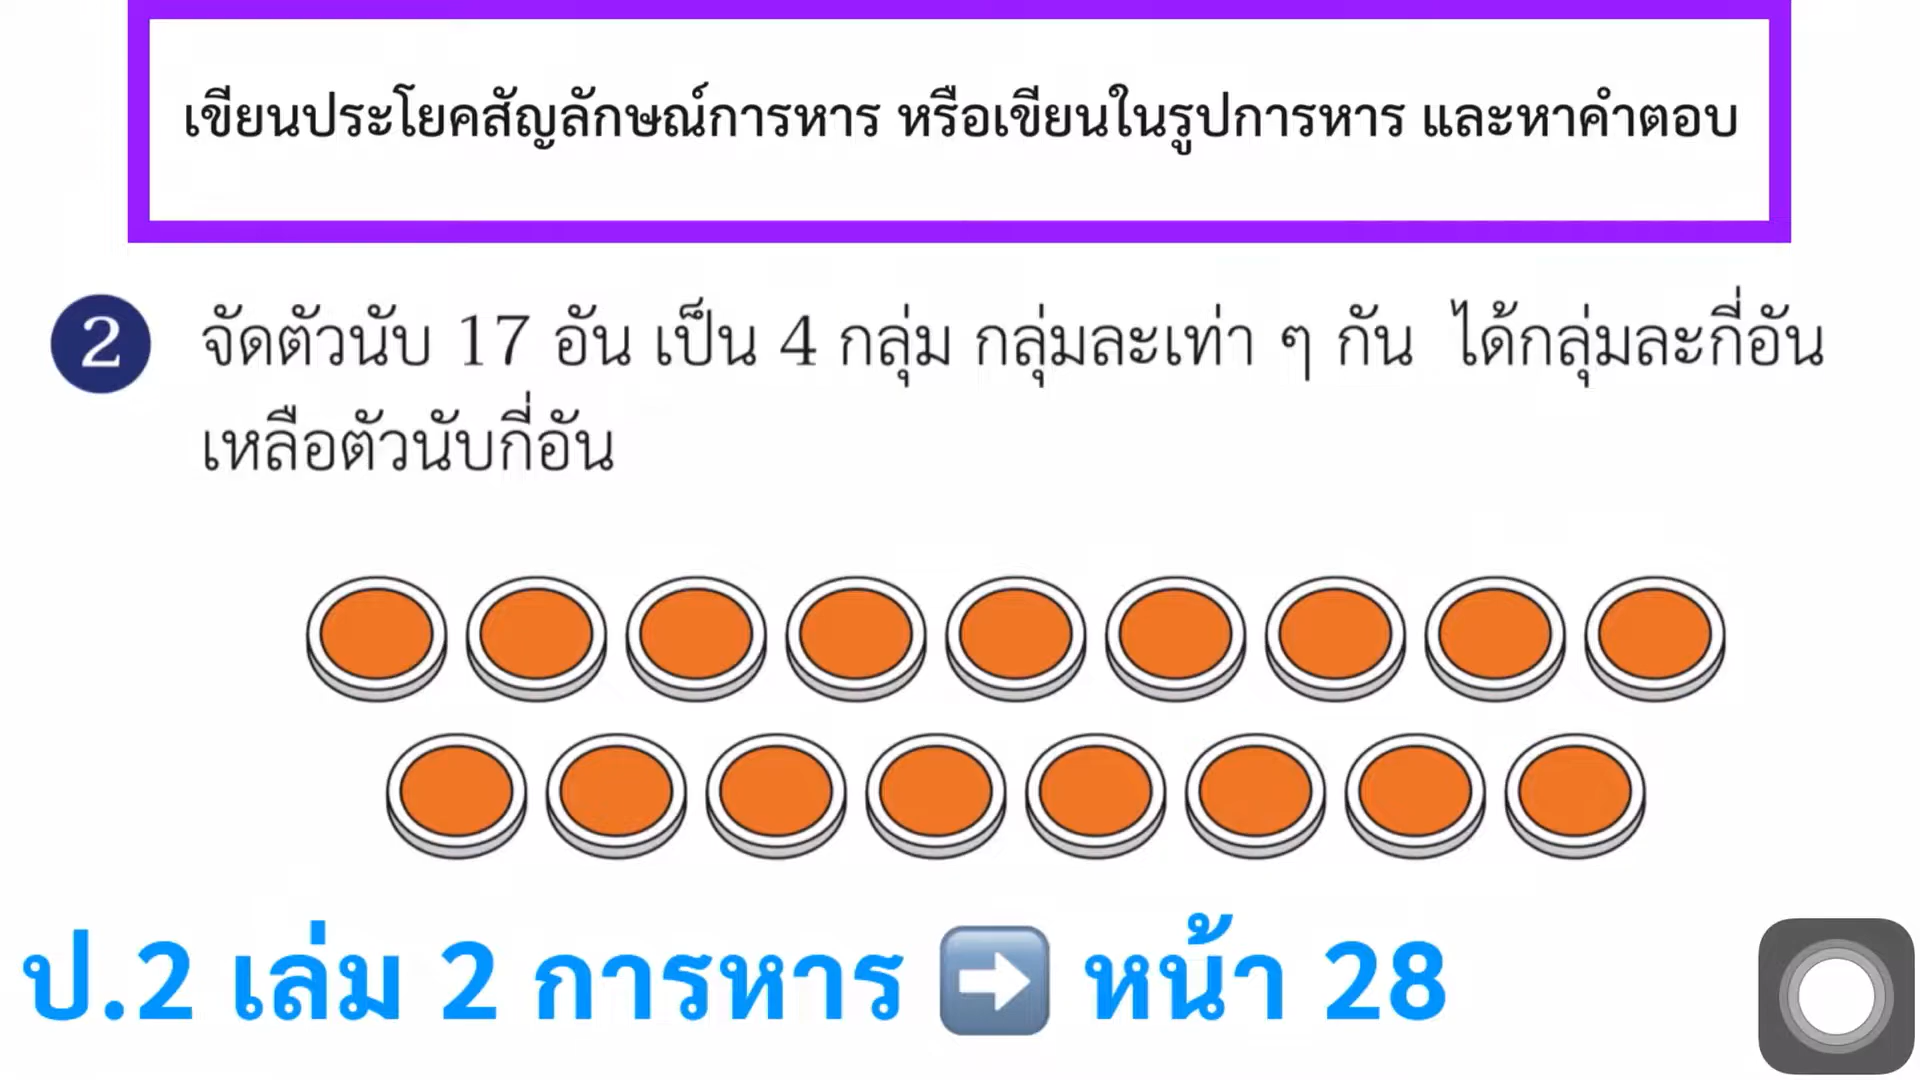 เขียนประโยคสัญลักษณ์การหาร หรือเขียนในรูปการหาร และหาคำตอบ
2 จัดตัวนับ 17 อัน เป็น 4 กลุ่ม กลุ่มละเท่า ๆ กัน ได้กลุ่มละกี่อัน
เหลือตัวนับกี่อัน
ป.2 เล่ม 2 การหาร ➡ หน้า 28